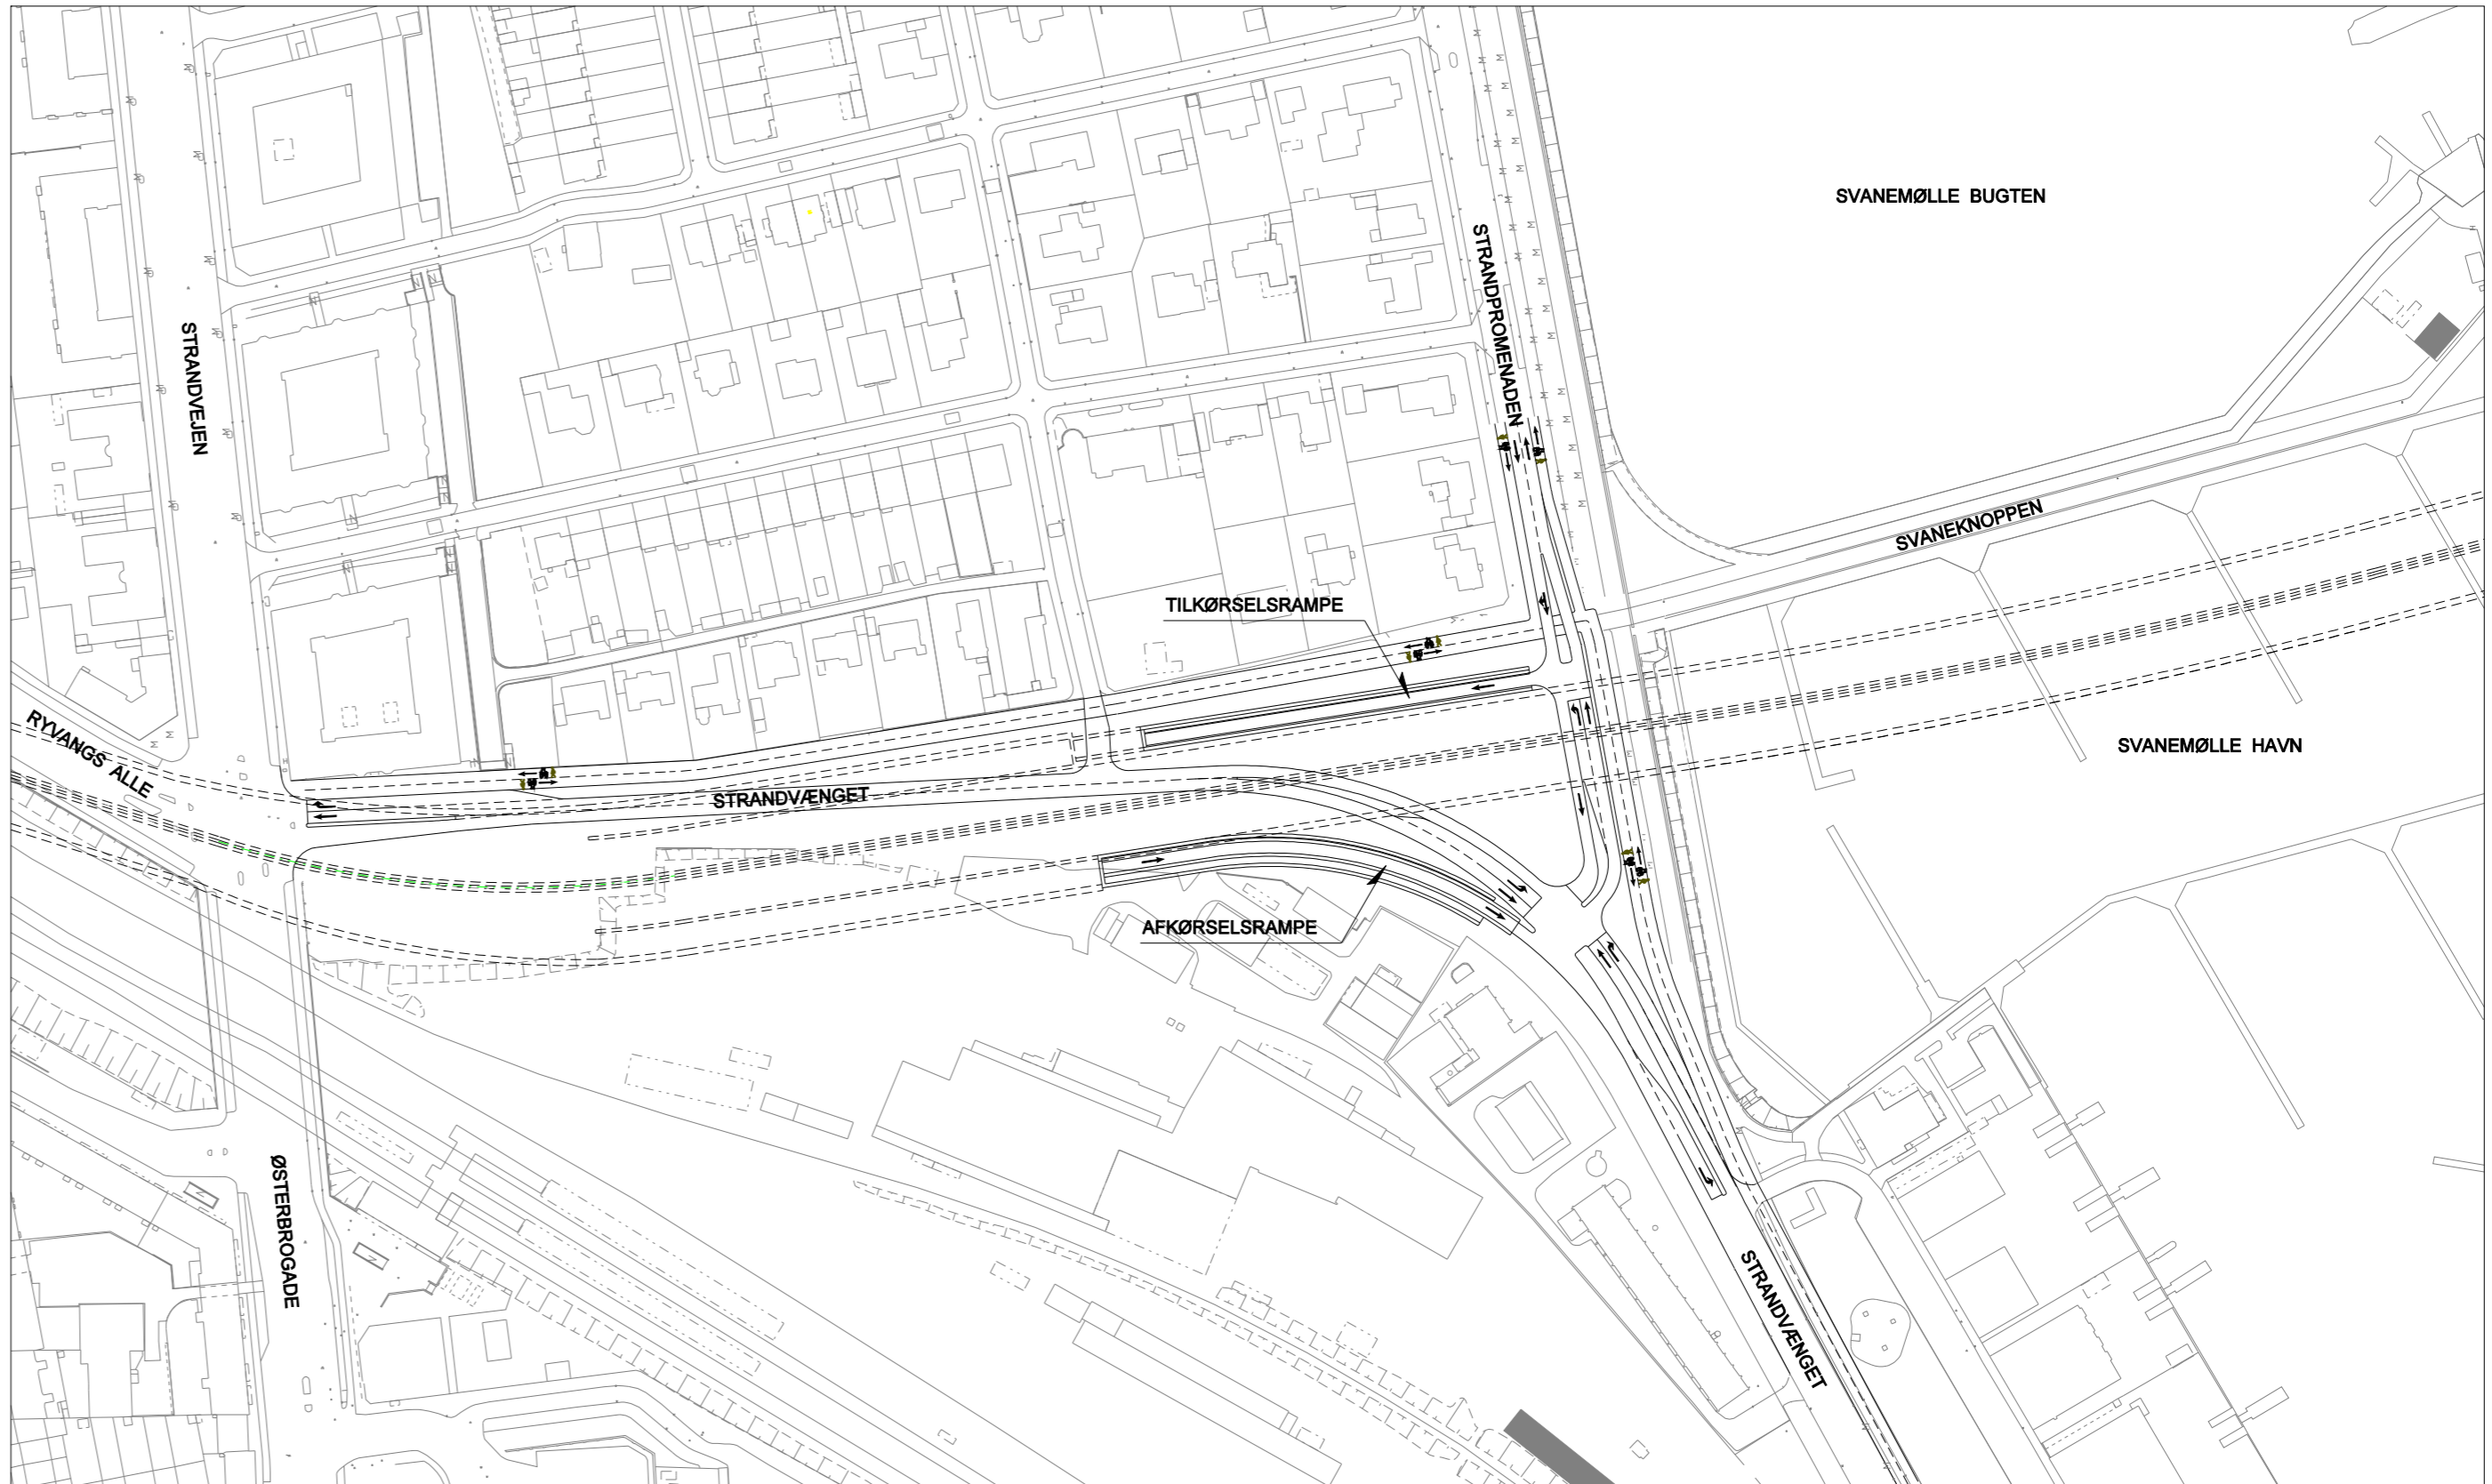 SVANEMØLLE BUGTEN
STRANDPROMENADEN
STRANDVEJEN
SVANEKNOPPEN
TILKØRSELSRAMPE
RYVANGS ALLE
SVANEMØLLE HAVN
STRANDVÆNGET
AFKØRSELSRAMPE
ØSTERBROGADE
STRANDVÆNGET